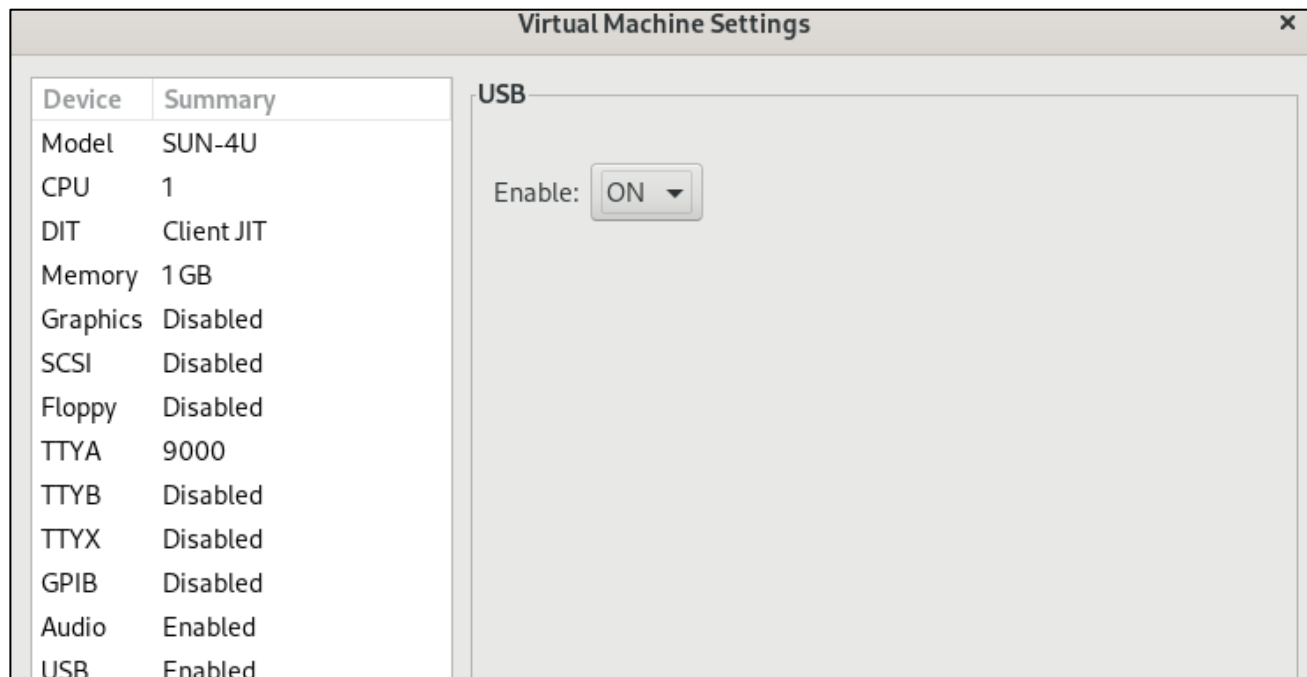 Virtual Machine Settings ×
Device Summary
Model SUN-4U
CPU 1
DIT Client JIT
Memory 1 GB
Graphics Disabled
SCSI Disabled
Floppy Disabled
TTYA 9000
TTYB Disabled
TTYX Disabled
GPIB Disabled
Audio Enabled
USB Enabled
USB
Enable: ON